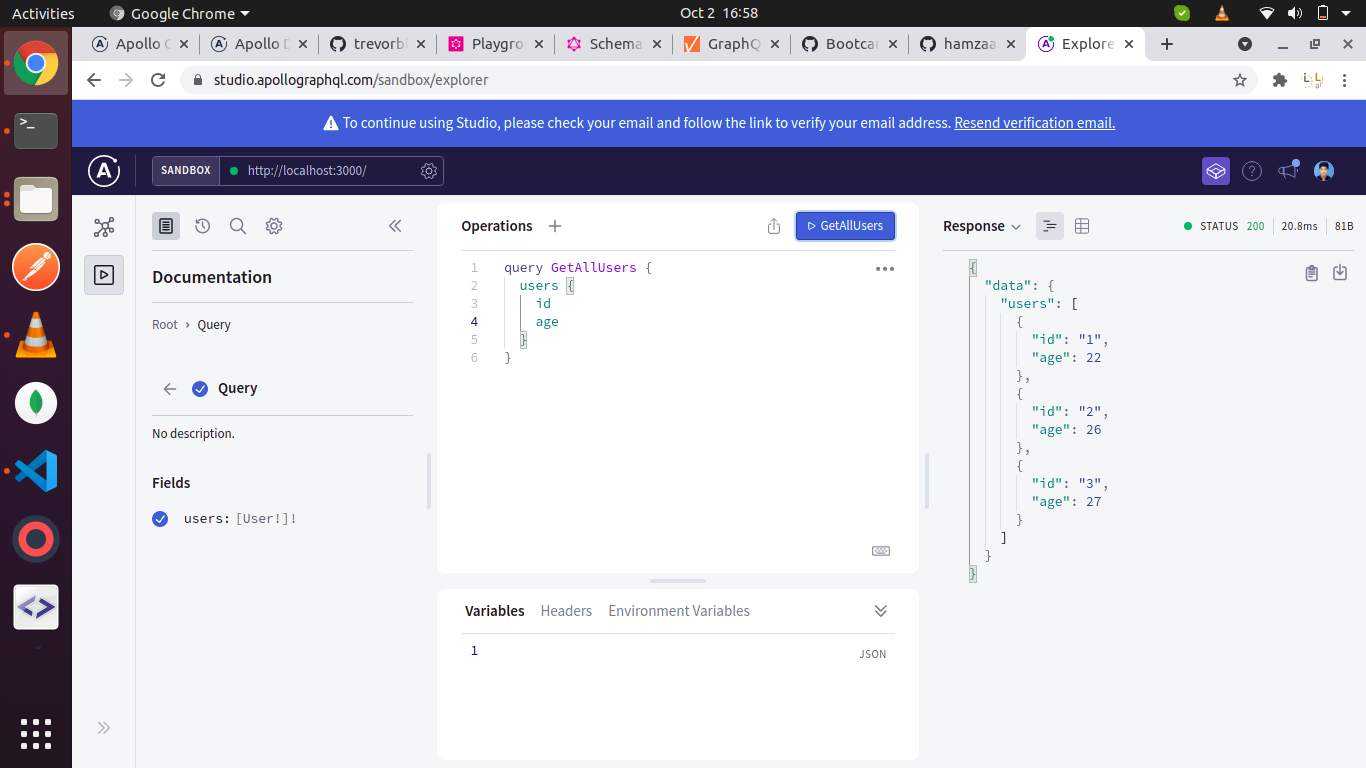 Activities
Google Chrome
Oct 2 16:58
Apollo C
Apollo D
trevorbl
Playgro
Schema
GraphQ
Bootcar
hamzaa
Explore
studio.apollographql.com/sandbox/explorer
To continue using Studio, please check your email and follow the link to verify your email address. Resend verification email.
SANDBOX
http://localhost:3000/
Documentation
Root › Query
Query
No description.
Fields
users: [User!]!
Operations
GetAllUsers
1 query GetAllUsers {
2 users {
3 id
4 age
5 }
6 }
Variables
Headers
Environment Variables
1
JSON
Response
STATUS 200
20.8ms
81B
{
"data": {
"users": [
{
"id": "1",
"age": 22
},
{
"id": "2",
"age": 26
},
{
"id": "3",
"age": 27
}
]
}
}